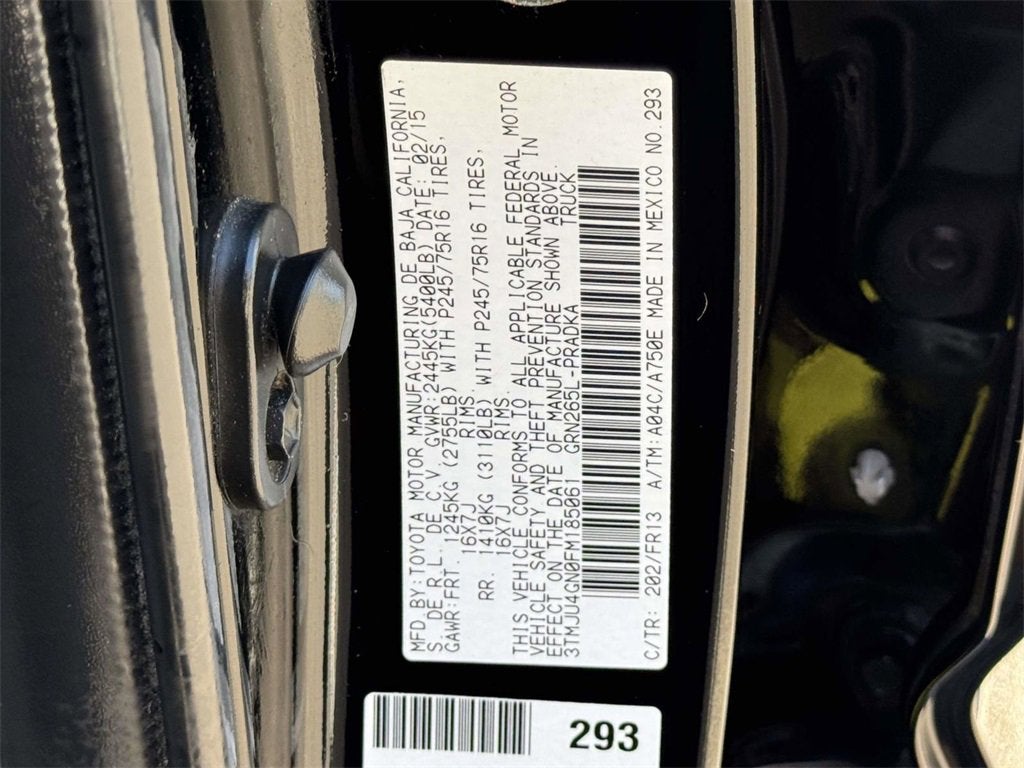 MFD.BY:TOYOTA MOTOR MANUFACTURING DE BAJA CALIFORNIA,
S. DE R.L. DE C.V. GVWR:2445KG(5400LB) DATE: 02/15
GAWR:FRT. 1245KG (2755LB) WITH P245/75R16 TIRES,
16X7J RIMS.
RR. 1410KG (3110LB) WITH P245/75R16 TIRES,
16X7J RIMS.
THIS VEHICLE CONFORMS TO ALL APPLICABLE FEDERAL MOTOR
VEHICLE SAFETY AND THEFT PREVENTION STANDARDS IN
EFFECT ON THE DATE OF MANUFACTURE SHOWN ABOVE.
3TMJU4GN0FM185061 GRN265L-PRADKA TRUCK
C/TR: 202/FR13 A/TM: A04C/A750E MADE IN MEXICO NO.293
293